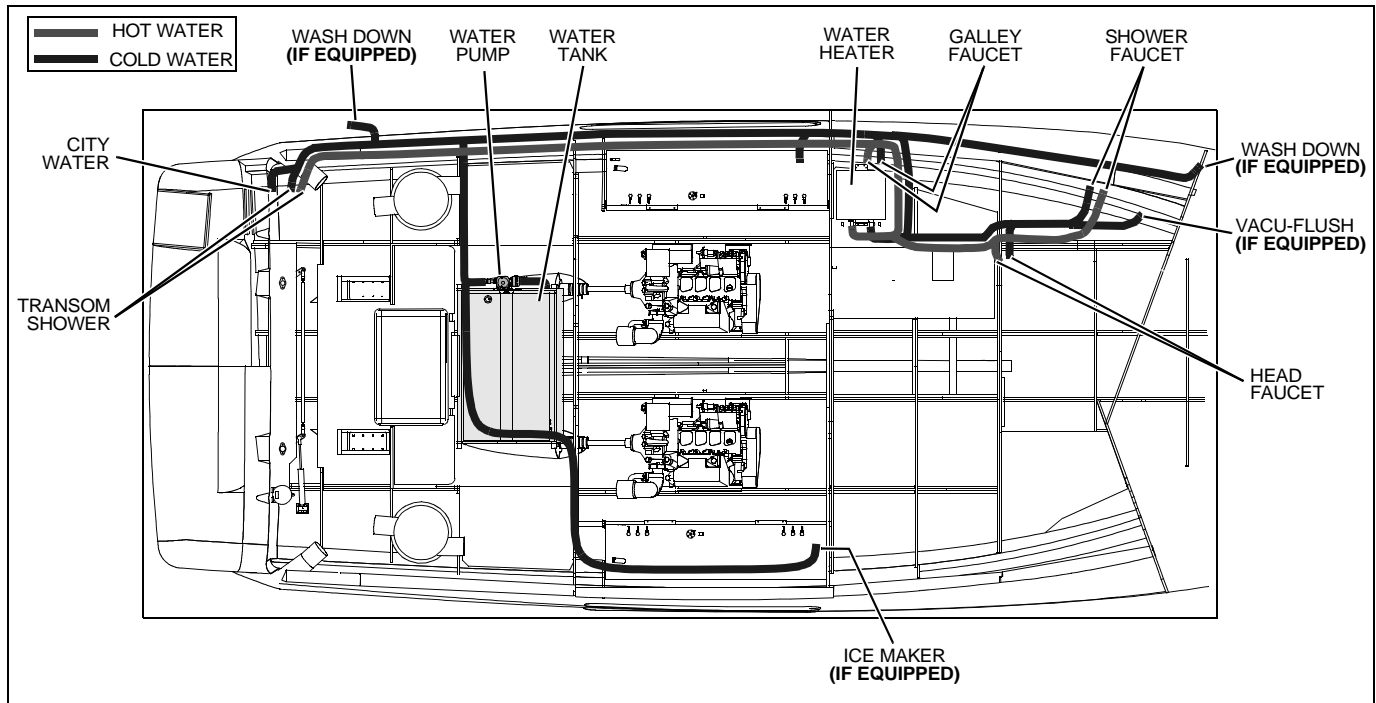 HOT WATER
COLD WATER
WASH DOWN
(IF EQUIPPED)
WATER
PUMP
WATER
TANK
WATER
HEATER
GALLEY
FAUCET
SHOWER
FAUCET
CITY
WATER
WASH DOWN
(IF EQUIPPED)
VACU-FLUSH
(IF EQUIPPED)
TRANSOM
SHOWER
HEAD
FAUCET
ICE MAKER
(IF EQUIPPED)